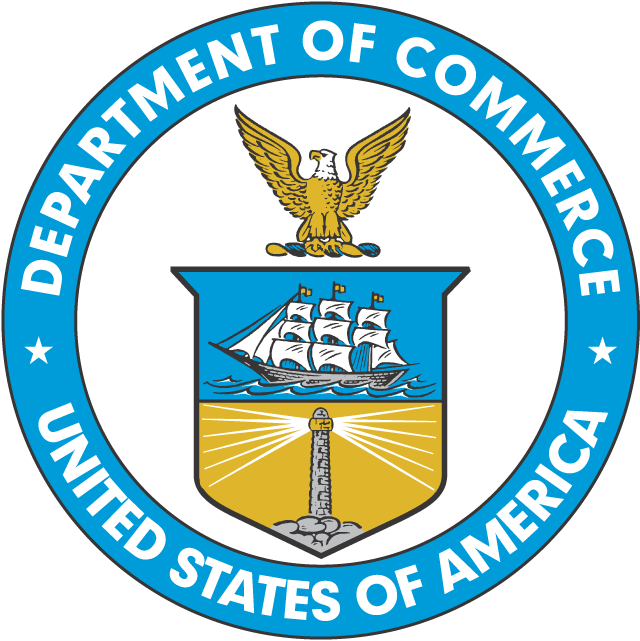 DEPARTMENT OF COMMERCE
UNITED STATES OF AMERICA